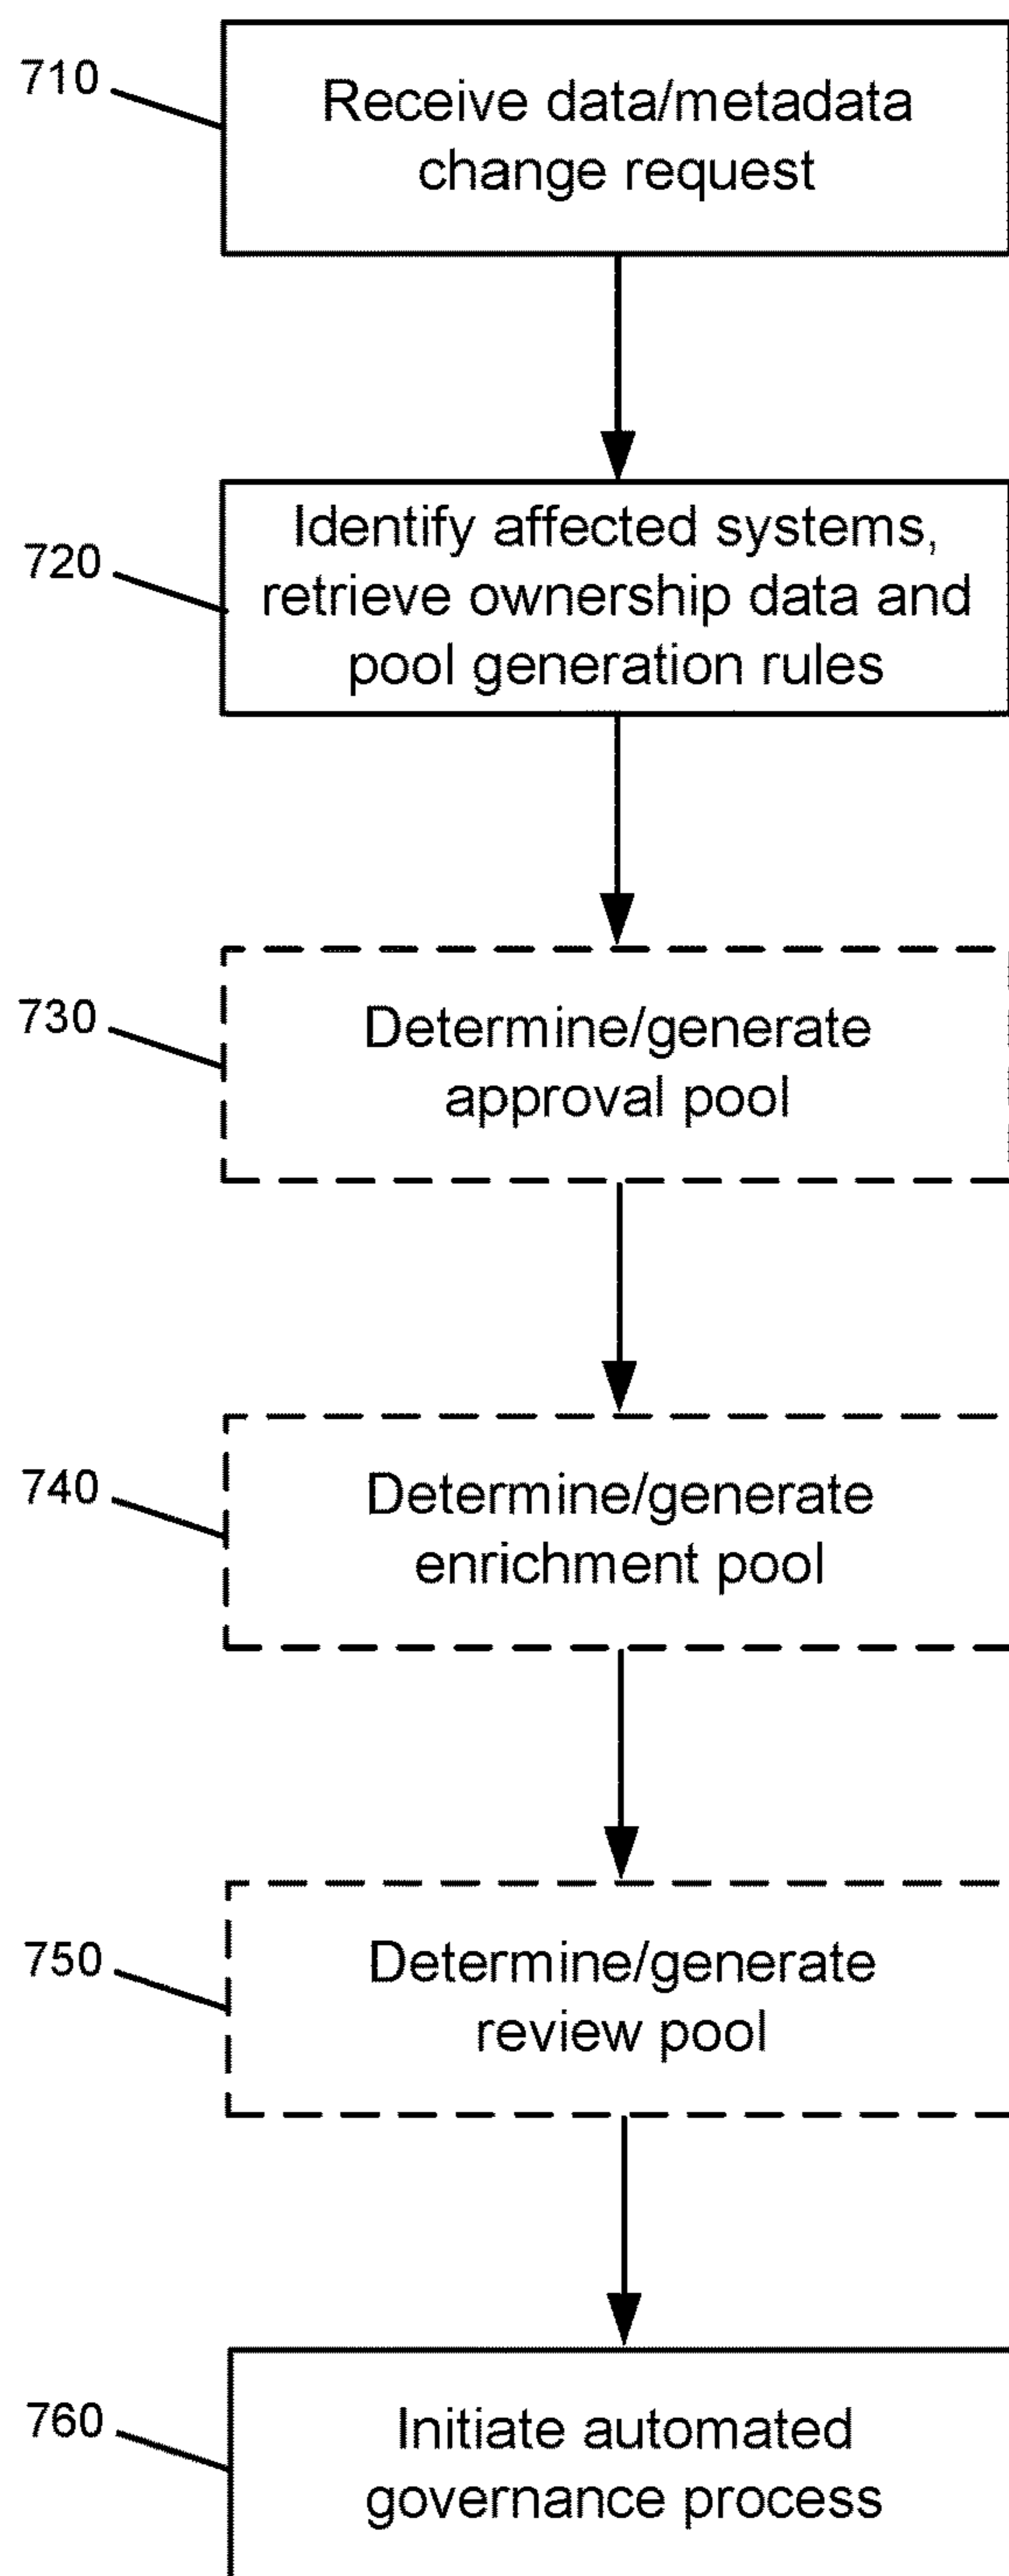 710
Receive data/metadata
change request
720
Identify affected systems,
retrieve ownership data and
pool generation rules
730
Determine/generate
approval pool
740
Determine/generate
enrichment pool
750
Determine/generate
review pool
760
Initiate automated
governance process